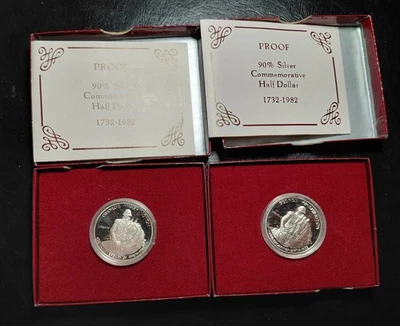 PROOF
90% Silver
Commemorative
Half Dollar
1732-1982
PROOF
90% Silver
Commemorative
Half Dollar
1732-1982